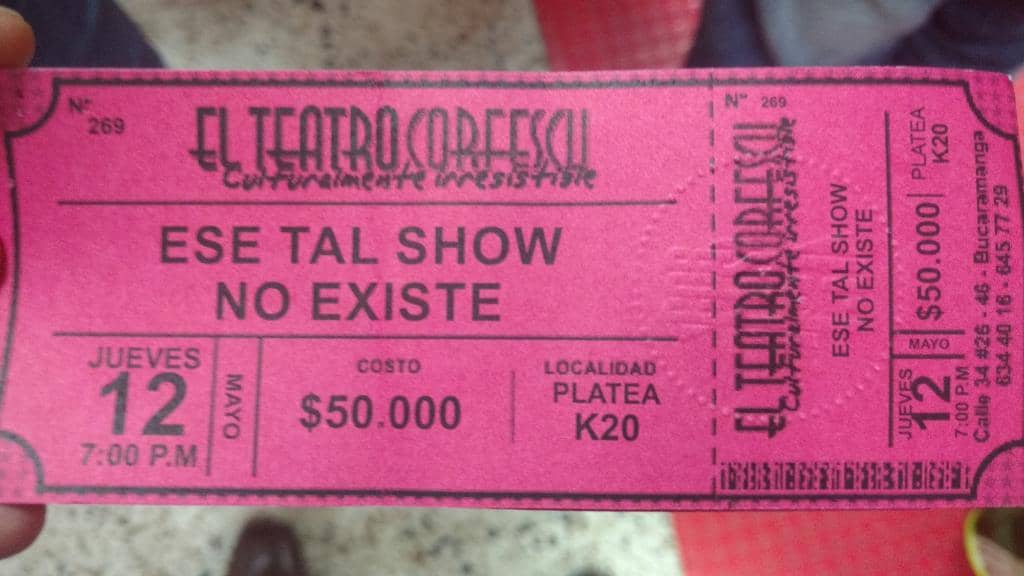 N° 269
EL TEATRO CORFESCU
Culturalmente irresistible
ESE TAL SHOW
NO EXISTE
JUEVES
12
7:00 P.M
MAYO
COSTO
$50.000
LOCALIDAD
PLATEA
K20
N° 269
EL TEATRO CORFESCU
Culturalmente irresistible
ESE TAL SHOW
NO EXISTE
JUEVES
12
7:00 P.M.
MAYO
$50.000
PLATEA
K20
Calle 34 #26 - 46 - Bucaramanga
634 40 16 - 645 77 29